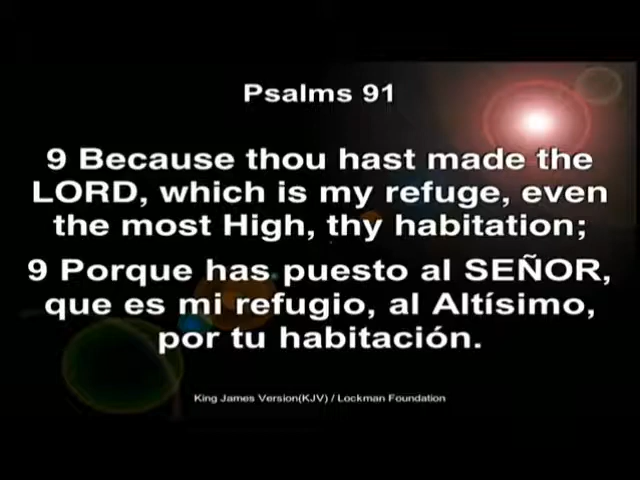 Psalms 91
9 Because thou hast made the
LORD, which is my refuge, even
the most High, thy habitation;
9 Porque has puesto al SEÑOR,
que es mi refugio, al Altísimo,
por tu habitación.
King James Version(KJV) / Lockman Foundation